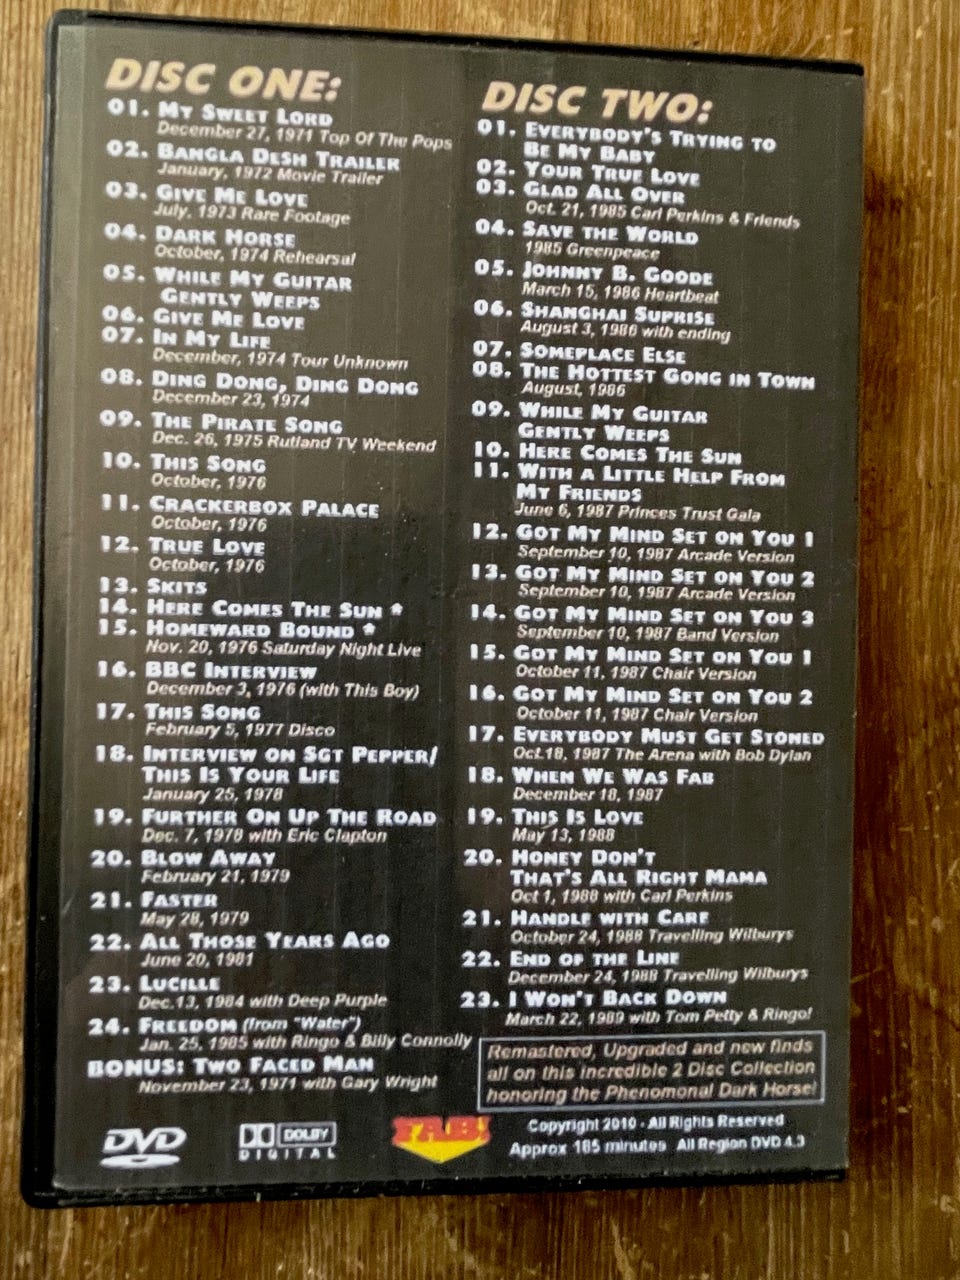 DISC ONE:
01. MY SWEET LORD
December 27, 1971 Top Of The Pops
02. BANGLA DESH TRAILER
January, 1972 Movie Trailer
03. GIVE ME LOVE
July, 1973 Rare Footage
04. DARK HORSE
October, 1974 Rehearsal
05. WHILE MY GUITAR
GENTLY WEEPS
06. GIVE ME LOVE
07. IN MY LIFE
December, 1974 Tour Unknown
08. DING DONG, DING DONG
December 23, 1974
09. THE PIRATE SONG
Dec. 26, 1975 Rutland TV Weekend
10. THIS SONG
October, 1976
11. CRACKERBOX PALACE
October, 1976
12. TRUE LOVE
October, 1976
13. SKITS
14. HERE COMES THE SUN *
15. HOMEWARD BOUND *
Nov. 20, 1976 Saturday Night Live
16. BBC INTERVIEW
December 3, 1976 (with This Boy)
17. THIS SONG
February 5, 1977 Disco
18. INTERVIEW ON SGT PEPPER/
THIS IS YOUR LIFE
January 25, 1978
19. FURTHER ON UP THE ROAD
Dec. 7, 1978 with Eric Clapton
20. BLOW AWAY
February 21, 1979
21. FASTER
May 28, 1979
22. ALL THOSE YEARS AGO
June 20, 1981
23. LUCILLE
Dec.13, 1984 with Deep Purple
24. FREEDOM (from "Water")
Jan. 25, 1985 with Ringo & Billy Connolly
BONUS: TWO FACED MAN
November 23, 1971 with Gary Wright
DISC TWO:
01. EVERYBODY'S TRYING TO
BE MY BABY
02. YOUR TRUE LOVE
03. GLAD ALL OVER
Oct. 21, 1985 Carl Perkins & Friends
04. SAVE THE WORLD
1985 Greenpeace
05. JOHNNY B. GOODE
March 15, 1986 Heartbeat
06. SHANGHAI SUPRISE
August 3, 1986 with ending
07. SOMEPLACE ELSE
08. THE HOTTEST GONG IN TOWN
August, 1986
09. WHILE MY GUITAR
GENTLY WEEPS
10. HERE COMES THE SUN
11. WITH A LITTLE HELP FROM
MY FRIENDS
June 6, 1987 Princes Trust Gala
12. GOT MY MIND SET ON YOU 1
September 10, 1987 Arcade Version
13. GOT MY MIND SET ON YOU 2
September 10, 1987 Arcade Version
14. GOT MY MIND SET ON YOU 3
September 10, 1987 Band Version
15. GOT MY MIND SET ON YOU 1
October 11, 1987 Chair Version
16. GOT MY MIND SET ON YOU 2
October 11, 1987 Chair Version
17. EVERYBODY MUST GET STONED
Oct.18, 1987 The Arena with Bob Dylan
18. WHEN WE WAS FAB
December 18, 1987
19. THIS IS LOVE
May 13, 1988
20. HONEY DON'T
THAT'S ALL RIGHT MAMA
Oct 1, 1988 with Carl Perkins
21. HANDLE WITH CARE
October 24, 1988 Travelling Wilburys
22. END OF THE LINE
December 24, 1988 Travelling Wilburys
23. I WON'T BACK DOWN
March 22, 1989 with Tom Petty & Ringo!
Remastered, Upgraded and new finds
all on this incredible 2 Disc Collection
honoring the Phenomonal Dark Horse!
DVD
DOLBY
DIGITAL
FAB!
Copyright 2010 - All Rights Reserved
Approx 165 minutes All Region DVD 4.3